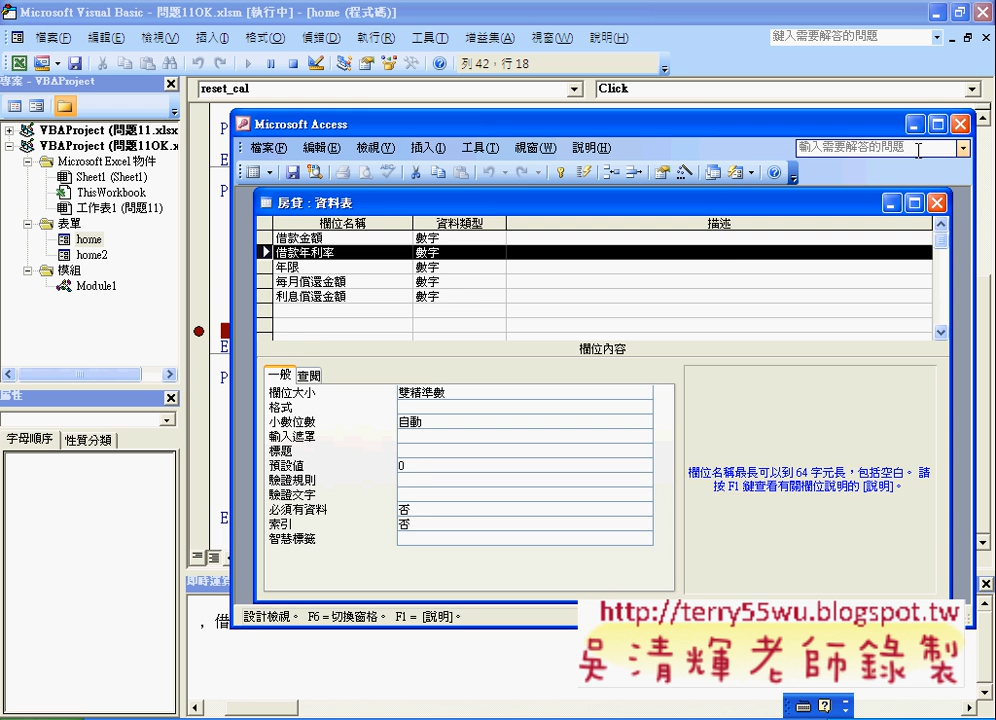 Microsoft Visual Basic - 問題11OK.xlsm [執行中] - [home (程式碼)]
檔案(F) 編輯(E) 檢視(V) 插入(I) 格式(O) 偵錯(D) 執行(R) 工具(T) 增益集(A) 視窗(W) 說明(H) 鍵入需要解答的問題
列 42，行 18
專案 - VBAProject
reset_cal Click
VBAProject (問題11.xlsx
VBAProject (問題11OK.x
Microsoft Excel 物件
Sheet1 (Sheet1)
ThisWorkbook
工作表1 (問題11)
表單
home
home2
模組
Module1
屬性
字母順序 性質分類
P
E
P
E
P
E
Microsoft Access
檔案(F) 編輯(E) 檢視(V) 插入(I) 工具(T) 視窗(W) 說明(H) 輸入需要解答的問題
房貸 : 資料表
欄位名稱 資料類型 描述
借款金額 數字
借款年利率 數字
年限 數字
每月償還金額 數字
利息償還金額 數字
欄位內容
一般 查閱
欄位大小 雙精準數
格式
小數位數 自動
輸入遮罩
標題
預設值 0
驗證規則
驗證文字
必須有資料 否
索引 否
智慧標籤
欄位名稱最長可以到 64 字元長，包括空白。 請
按 F1 鍵查看有關欄位說明的 [說明]。
設計檢視。 F6 = 切換窗格。 F1 = [說明]。
，借
http://terry55wu.blogspot.tw
吳清輝老師錄製